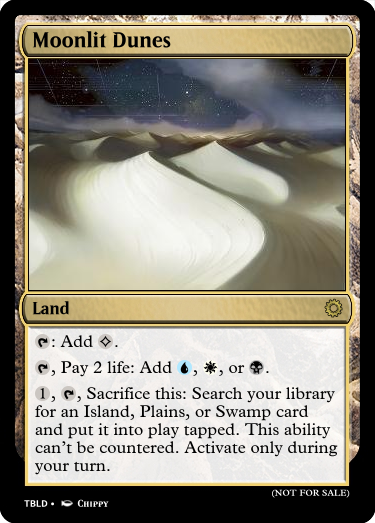 Moonlit Dunes
Land
: Add .
, Pay 2 life: Add , , or .
1, , Sacrifice this: Search your library
for an Island, Plains, or Swamp card
and put it into play tapped. This ability
can't be countered. Activate only during
your turn.
(NOT FOR SALE)
TBLD • Chippy